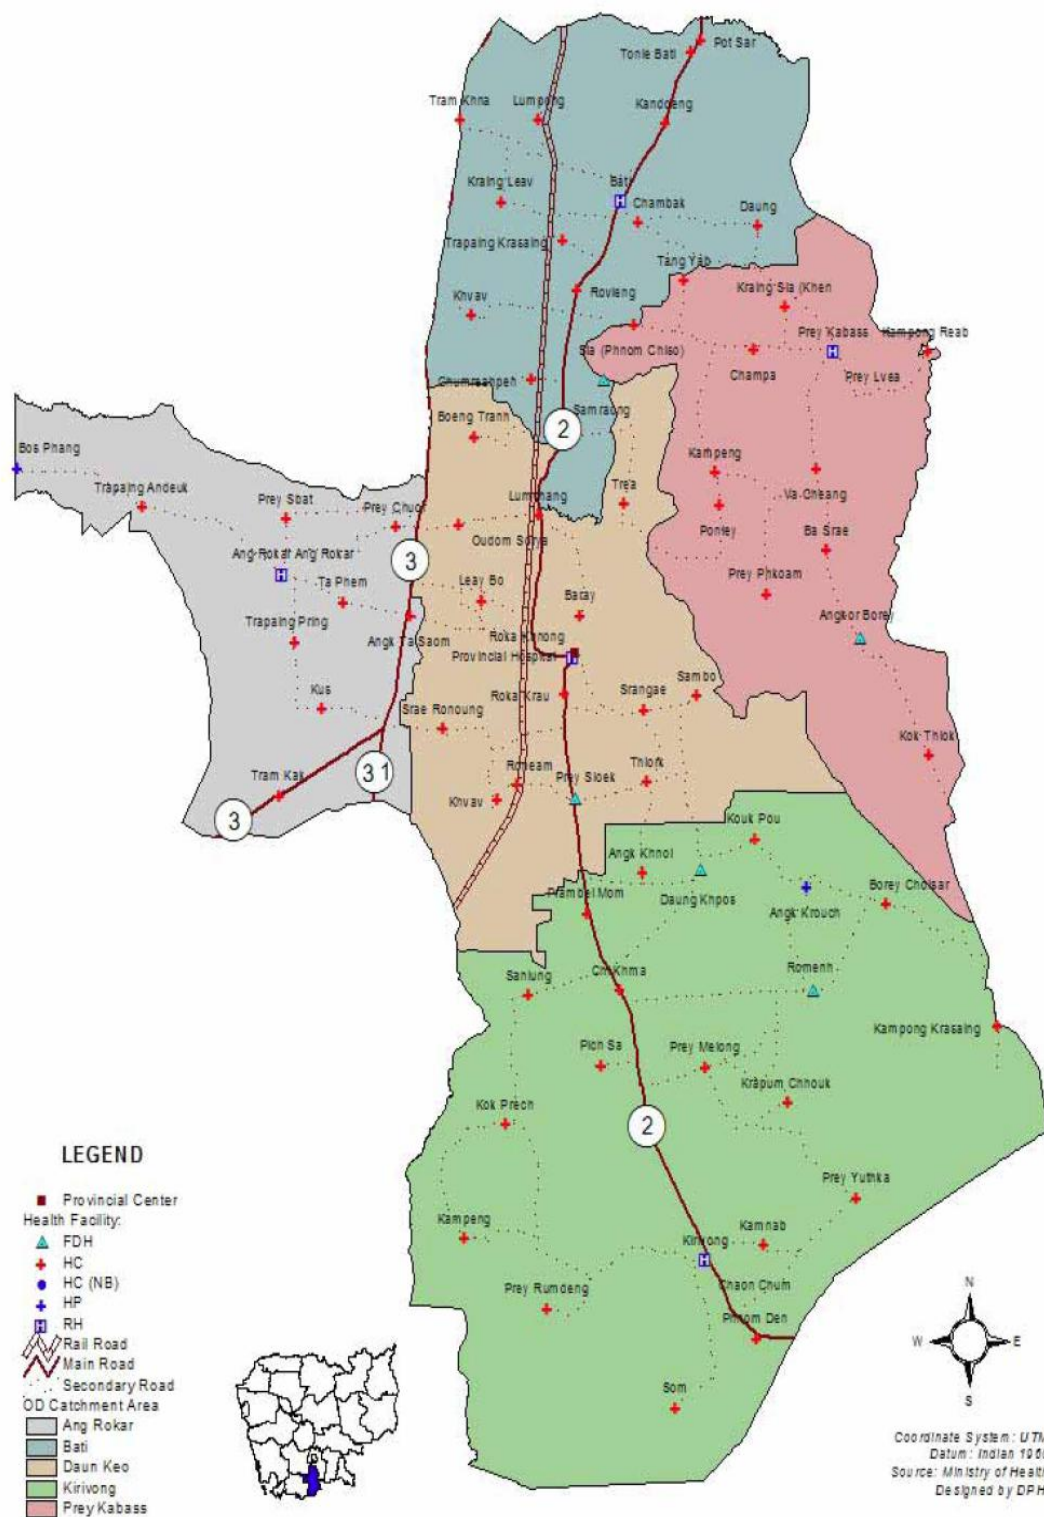 Pot Sar
Tonle Bati
Tram Khna
Lumpong
Kandoeng
Kraing Leav
Bati
Chambak
Daung
Trapaing Krasaing
Tang Yab
Khvav
Rovieng
Kraing Sla (Khen
Sla (Phnom Chiso)
Prey Kabass
Kampong Reab
Champa
Prey Lvea
Chumreahpeh
Samraong
Boeng Tranh
2
Bos Phang
Trapaing Andeuk
Prey Sbat
Prey Chuor
Lumchang
Tre'a
Kampeng
Va Cheang
Oudom Sorya
Ponley
Ba Srae
Ang Rokar Ang Rokar
3
Ta Phem
Leay Bo
Prey Phkoam
Baray
Angkor Borey
Trapaing Pring
Angk Ta Saom
Roka Knong
Provincial Hospital
Kus
Srae Ronoung
Roka Krau
Srangae
Sambo
Kok Thlok
Tram Kak
31
Roneam
Prey Sloek
Thlork
Khvav
3
Kouk Pou
Angk Khnol
Prambei Mom
Daung Khpos
Angk Krouch
Borey Cholsar
Sanlung
Chi Khma
Romenh
Kampong Krasaing
Pich Sa
Prey Melong
Krapum Chhouk
Kok Prech
2
Prey Yuthka
Kampeng
Kirivong
Kamnab
Prey Rumdeng
Chaon Chum
Phnom Den
Som
LEGEND
Provincial Center
Health Facility:
FDH
HC
HC (NB)
HP
H RH
Rail Road
Main Road
Secondary Road
OD Catchment Area
Ang Rokar
Bati
Daun Keo
Kirivong
Prey Kabass
N
W E
S
Coordinate System: UTM
Datum: Indian 1960
Source: Ministry of Health
Designed by DPH